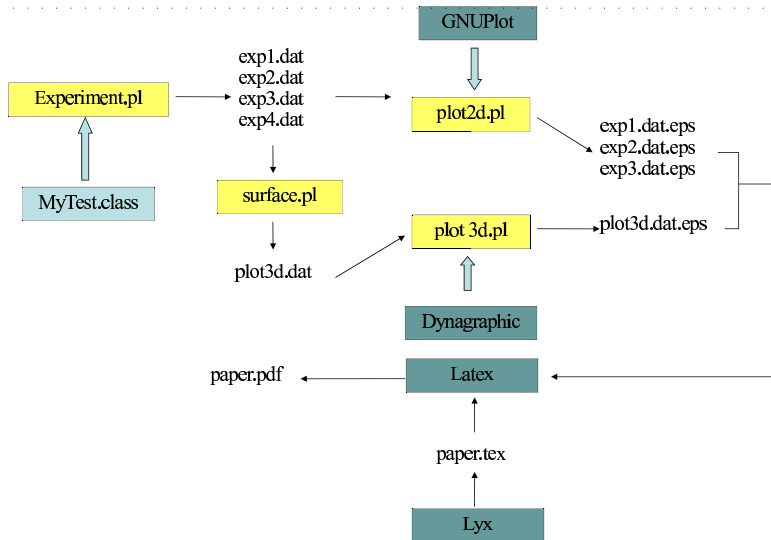 GNUPlot
exp1.dat
exp2.dat
exp3.dat
exp4.dat
Experiment.pl
plot2d.pl
exp1.dat.eps
exp2.dat.eps
exp3.dat.eps
MyTest.class
surface.pl
plot 3d.pl
plot3d.dat.eps
plot3d.dat
Dynagraphic
paper.pdf
Latex
paper.tex
Lyx